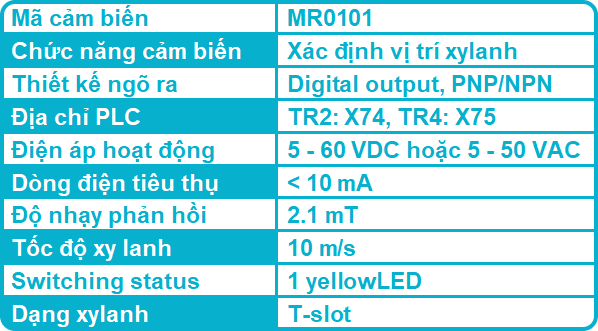 Mã cảm biến MR0101
Chức năng cảm biến Xác định vị trí xylanh
Thiết kế ngõ ra Digital output, PNP/NPN
Địa chỉ PLC TR2: X74, TR4: X75
Điện áp hoạt động 5 - 60 VDC hoặc 5 - 50 VAC
Dòng điện tiêu thụ < 10 mA
Độ nhạy phản hồi 2.1 mT
Tốc độ xy lanh 10 m/s
Switching status 1 yellowLED
Dạng xylanh T-slot